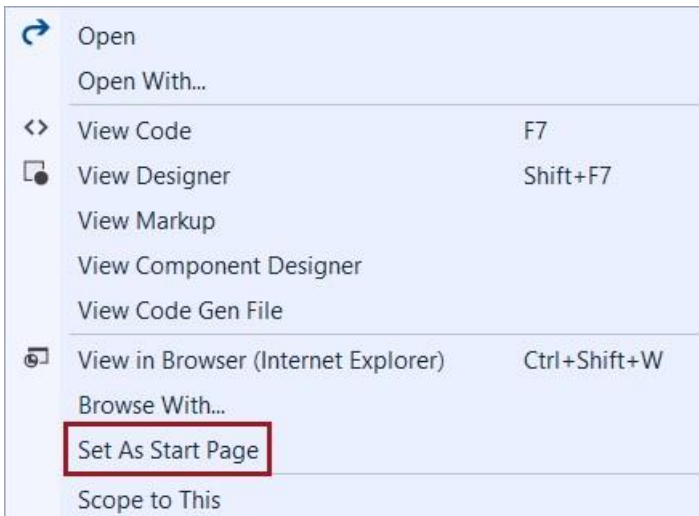 Open
Open With...
View Code F7
View Designer Shift+F7
View Markup
View Component Designer
View Code Gen File
View in Browser (Internet Explorer) Ctrl+Shift+W
Browse With...
Set As Start Page
Scope to This